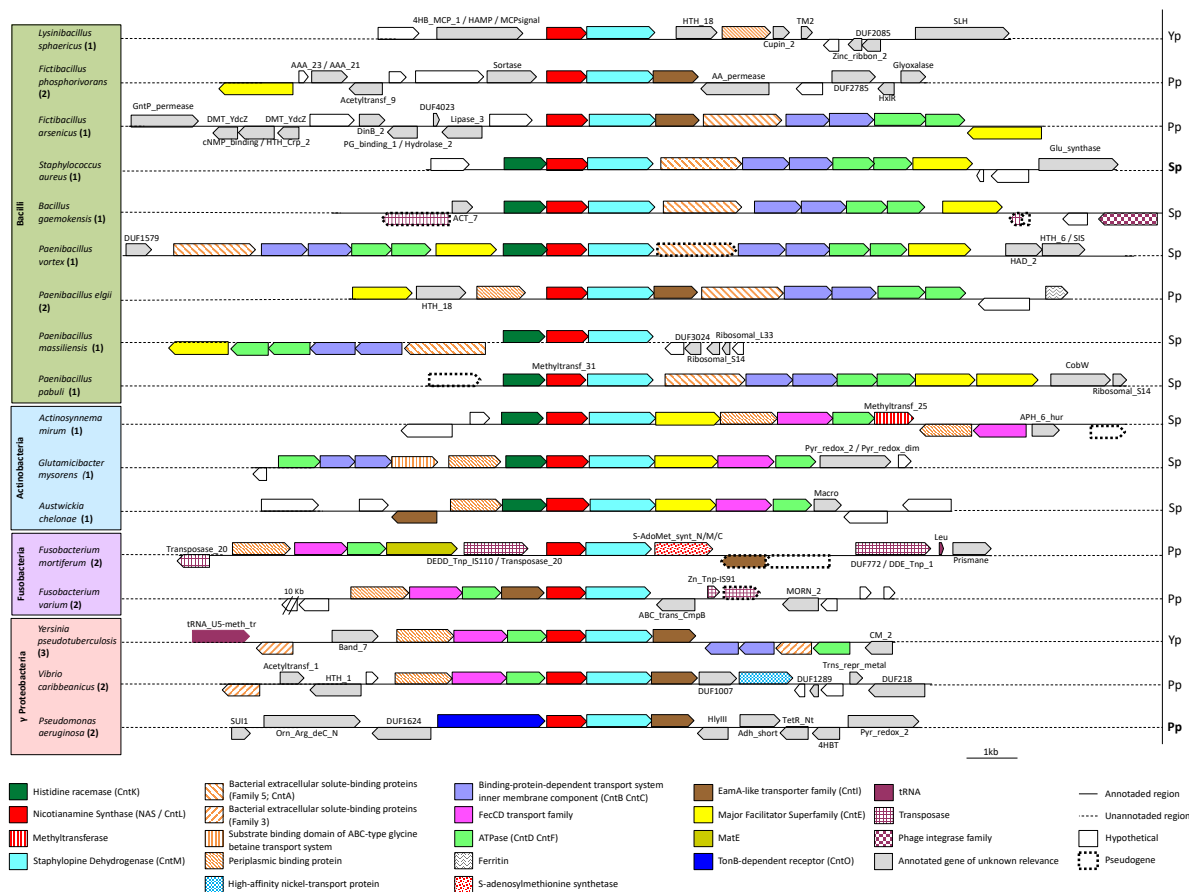 4HB_MCP_1 / HAMP / MCPsignal
HTH_18
TM2
DUF2085
SLH
Lysinibacillus
sphaericus (1)
Cupin_2
Zinc_ribbon_2
Yp
Fictibacillus
phosphorivorans
(2)
AAA_23 / AAA_21
Sortase
Glyoxalase
AA_permease
Acetyltransf_9
DUF2785
HxlR
Pp
GntP_permease
DUF4023
Fictibacillus
arsenicus (1)
DMT_YdcZ
DMT_YdcZ
Lipase_3
DinB_2
cNMP_binding / HTH_Crp_2
PG_binding_1 / Hydrolase_2
Pp
Staphylococcus
aureus (1)
Glu_synthase
Sp
Bacilli
Bacillus
gaemokensis (1)
ACT_7
Sp
DUF1579
HTH_6 / SIS
Paenibacillus
vortex (1)
HAD_2
Sp
Paenibacillus elgii
(2)
HTH_18
Pp
Paenibacillus
massiliensis (1)
DUF3024
Ribosomal_L33
Ribosomal_S14
Sp
Paenibacillus
pabuli (1)
Methyltransf_31
CobW
Ribosomal_S14
Sp
Actinobacteria
Actinosynnema
mirum (1)
Methyltransf_25
APH_6_hur
Sp
Glutamicibacter
mysorens (1)
Pyr_redox_2 / Pyr_redox_dim
Sp
Austwickia
chelonae (1)
Macro
Sp
Fusobacteria
Fusobacterium
mortiferum (2)
Transposase_20
S-AdoMet_synt_N/M/C
Leu
DEDD_Tnp_IS110 / Transposase_20
DUF772 / DDE_Tnp_1
Prismane
Pp
Fusobacterium
varium (2)
10 Kb
Zn_Tnp-IS91
ABC_trans_CmpB
MORN_2
Pp
γ Proteobacteria
Yersinia
pseudotuberculosis
(3)
tRNA_U5-meth_tr
Band_7
CM_2
Yp
Vibrio
caribbeanicus (2)
Acetyltransf_1
HTH_1
DUF1007
Trns_repr_metal
DUF1289
DUF218
Pp
Pseudomonas
aeruginosa (2)
SUI1
Orn_Arg_deC_N
DUF1624
HlyIII
Adh_short
TetR_Nt
4HBT
Pyr_redox_2
Pp
1kb
Histidine racemase (CntK)
Nicotianamine Synthase (NAS / CntL)
Methyltransferase
Staphylopine Dehydrogenase (CntM)
Bacterial extracellular solute-binding proteins
(Family 5; CntA)
Bacterial extracellular solute-binding proteins
(Family 3)
Substrate binding domain of ABC-type glycine
betaine transport system
Periplasmic binding protein
High-affinity nickel-transport protein
Binding-protein-dependent transport system
inner membrane component (CntB CntC)
FecCD transport family
ATPase (CntD CntF)
Ferritin
S-adenosylmethionine synthetase
EamA-like transporter family (CntI)
Major Facilitator Superfamily (CntE)
MatE
TonB-dependent receptor (CntO)
tRNA
Transposase
Phage integrase family
Annotated gene of unknown relevance
Annotaded region
Unannotated region
Hypothetical
Pseudogene